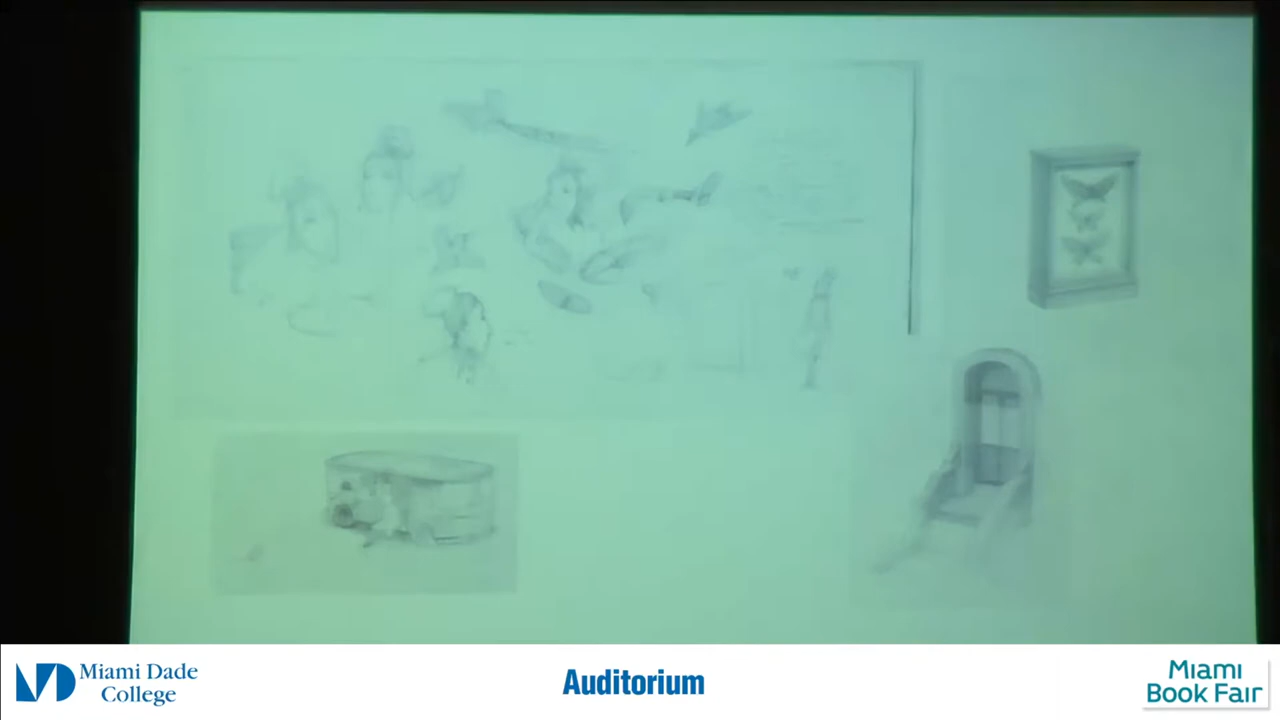 Miami Dade
College
Auditorium
Miami
Book Fair